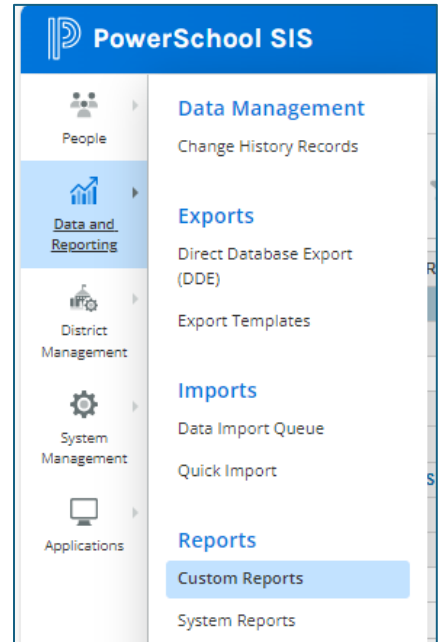 PowerSchool SIS
People
Data and
Reporting
District
Management
System
Management
Applications
Data Management
Change History Records
Exports
Direct Database Export
(DDE)
Export Templates
Imports
Data Import Queue
Quick Import
Reports
Custom Reports
System Reports
R
S